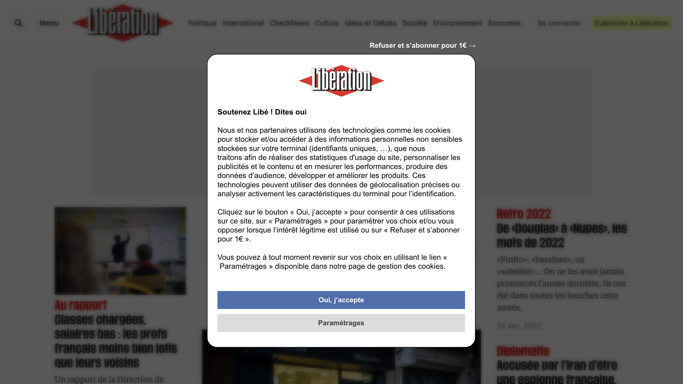 Menu
Libération
Politique International CheckNews Culture Idées et Débats Société Environnement Economie
Se connecter
S'abonner à Libération
Refuser et s'abonner pour 1€ →
Libération
Soutenez Libé ! Dites oui
Nous et nos partenaires utilisons des technologies comme les cookies
pour stocker et/ou accéder à des informations personnelles non sensibles
stockées sur votre terminal (identifiants uniques, …), que nous
traitons afin de réaliser des statistiques d'usage du site, personnaliser les
publicités et le contenu et en mesurer les performances, produire des
données d'audience, développer et améliorer les produits. Ces
technologies peuvent utiliser des données de géolocalisation précises ou
analyser activement les caractéristiques du terminal pour l'identification.
Cliquez sur le bouton « Oui, j'accepte » pour consentir à ces utilisations
sur ce site, sur « Paramétrages » pour paramétrer vos choix et/ou vous
opposer lorsque l'intérêt légitime est utilisé ou sur « Refuser et s'abonner
pour 1€ ».
Vous pouvez à tout moment revenir sur vos choix en utilisant le lien «
Paramétrages » disponible dans notre page de gestion des cookies.
Oui, j'accepte
Paramétrages
Au rapport
Classes chargées,
salaires bas : les profs
français moins bien lotis
que leurs voisins
Un rapport de la Direction de
Rétro 2022
De «Douglas» à «Nupes», les
mots de 2022
«Finito», «bassines», ou
«sobriété»... On ne les avait jamais
prononcés l'année dernière, ils ont
été dans toutes les bouches cette
année.
24 déc. 2022
Diplomatie
Accusée par l'Iran d'être
une espionne française,